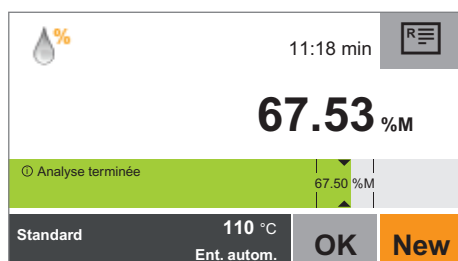 %
11:18 min
R
67.53 %M
Analyse terminée
67.50 %M
Standard
110 °C
Ent. autom.
OK
New